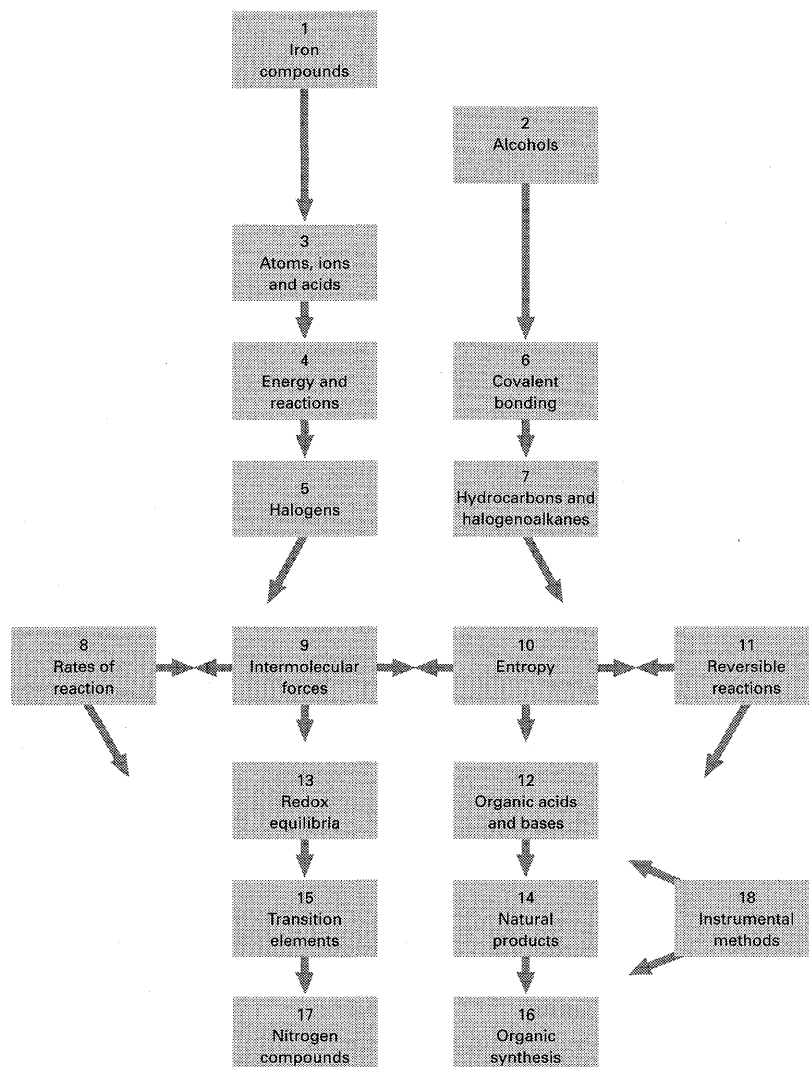 1
Iron
compounds
2
Alcohols
3
Atoms, ions
and acids
4
Energy and
reactions
6
Covalent
bonding
5
Halogens
7
Hydrocarbons and
halogenoalkanes
8
Rates of
reaction
9
Intermolecular
forces
10
Entropy
11
Reversible
reactions
13
Redox
equilibria
12
Organic acids
and bases
15
Transition
elements
14
Natural
products
18
Instrumental
methods
17
Nitrogen
compounds
16
Organic
synthesis